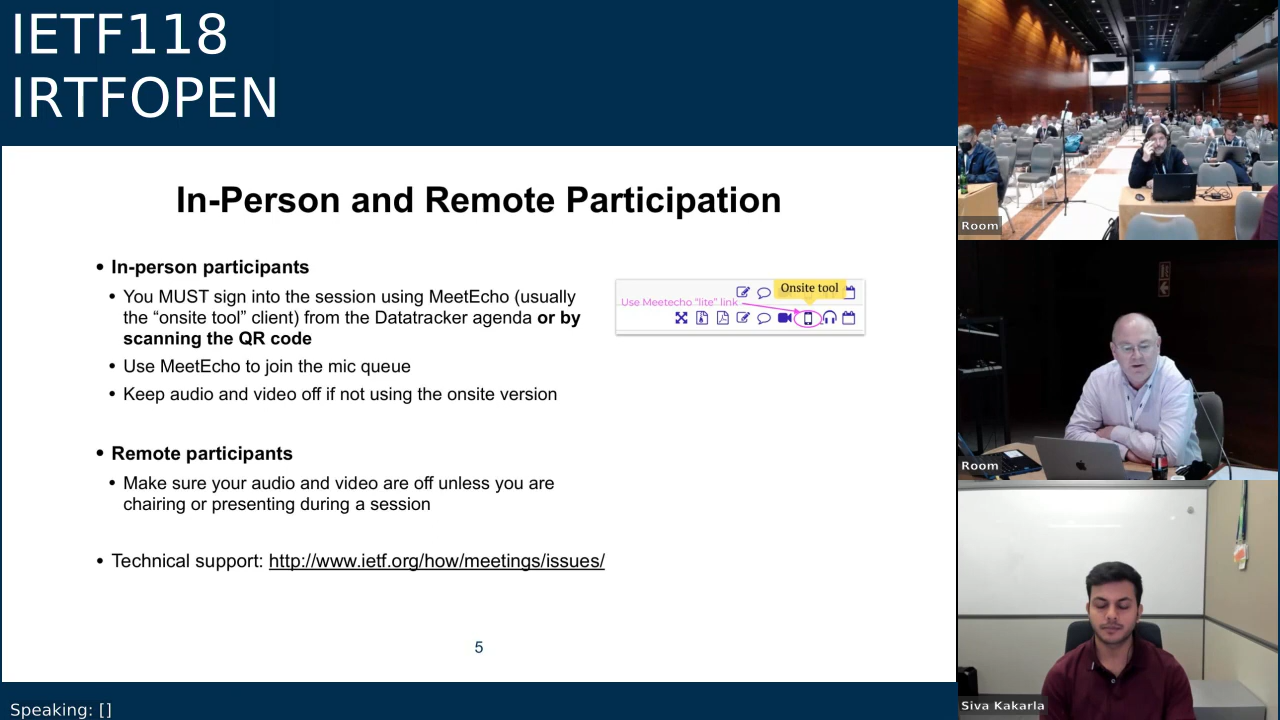 IETF118
IRTFOPEN
In-Person and Remote Participation
• In-person participants
• You MUST sign into the session using MeetEcho (usually
the “onsite tool” client) from the Datatracker agenda or by
scanning the QR code
• Use MeetEcho to join the mic queue
• Keep audio and video off if not using the onsite version
Onsite tool
Use Meetecho “lite” link
• Remote participants
• Make sure your audio and video are off unless you are
chairing or presenting during a session
• Technical support: http://www.ietf.org/how/meetings/issues/
5
Speaking: []
Room
Room
Siva Kakarla